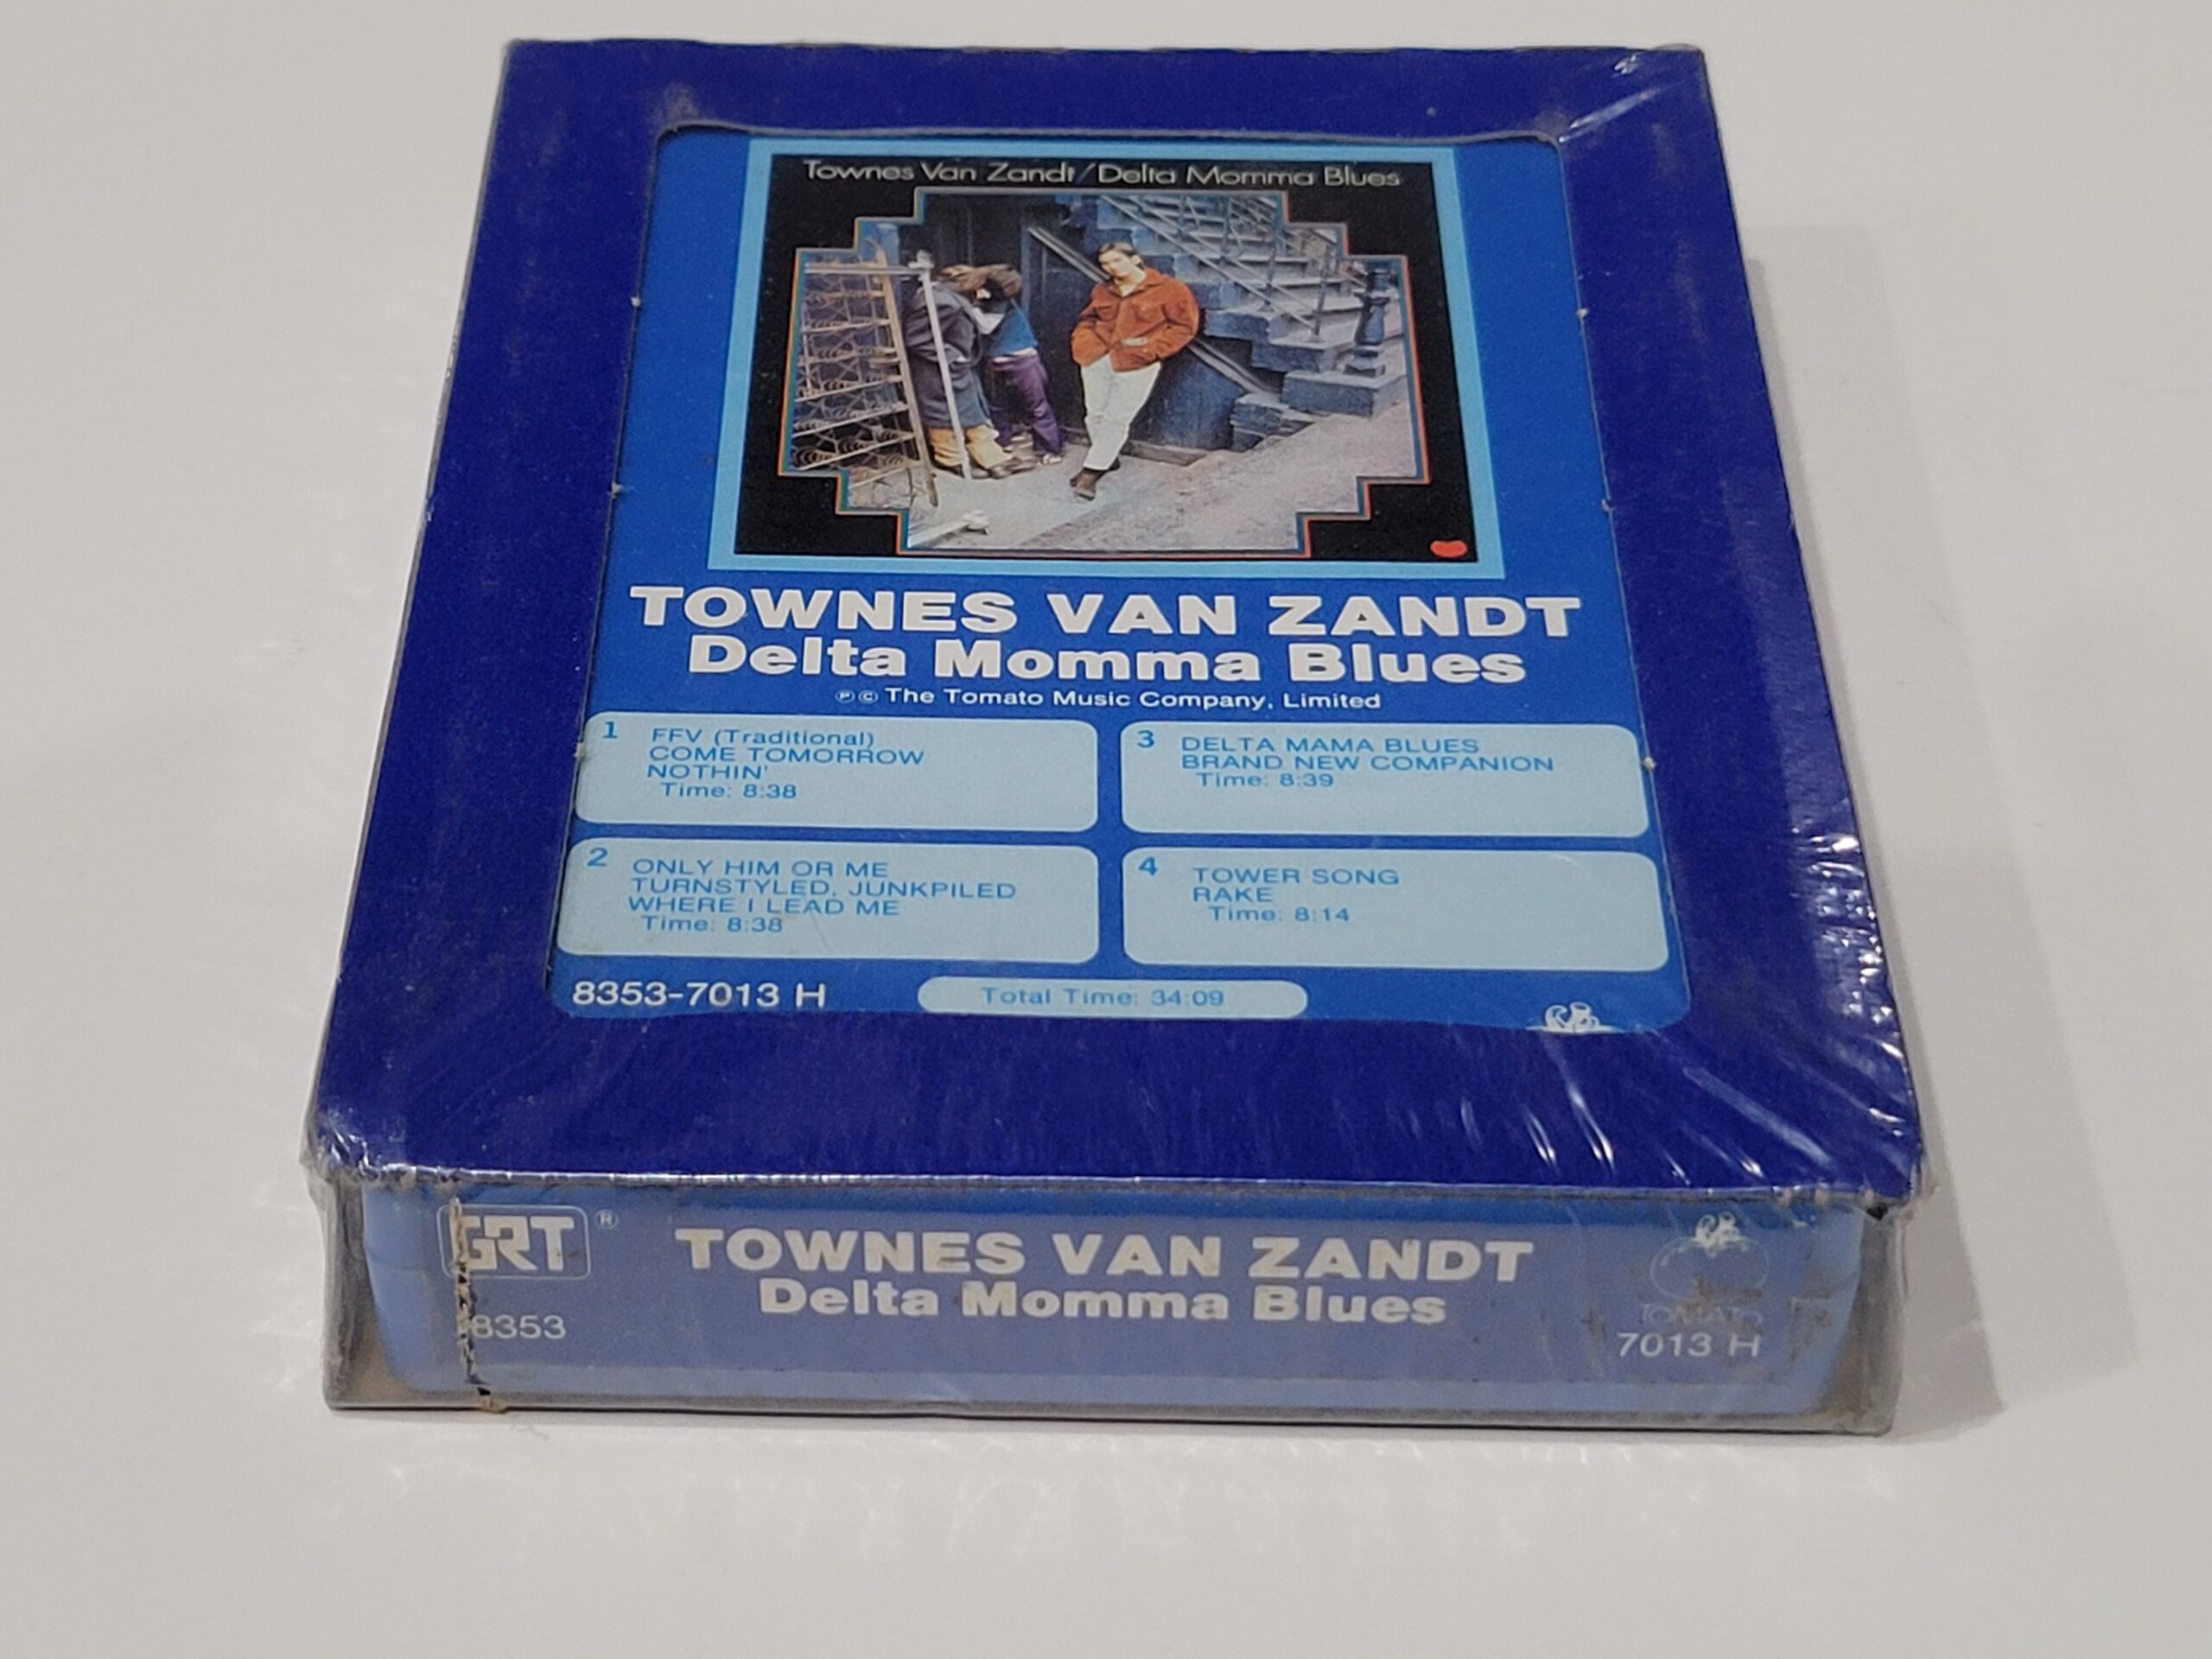 Townes Van Zandt/Delta Momma Blues
TOWNES VAN ZANDT
Delta Momma Blues
℗© The Tomato Music Company, Limited
1 FFV (Traditional)
COME TOMORROW
NOTHIN'
Time: 8:38
2 ONLY HIM OR ME
TURNSTYLED, JUNKPILED
WHERE I LEAD ME
Time: 8:38
3 DELTA MAMA BLUES
BRAND NEW COMPANION
Time: 8:39
4 TOWER SONG
RAKE
Time: 8:14
8353-7013 H
Total Time: 34:09
GRT®
8353
TOWNES VAN ZANDT
Delta Momma Blues
TOMATO
7013 H